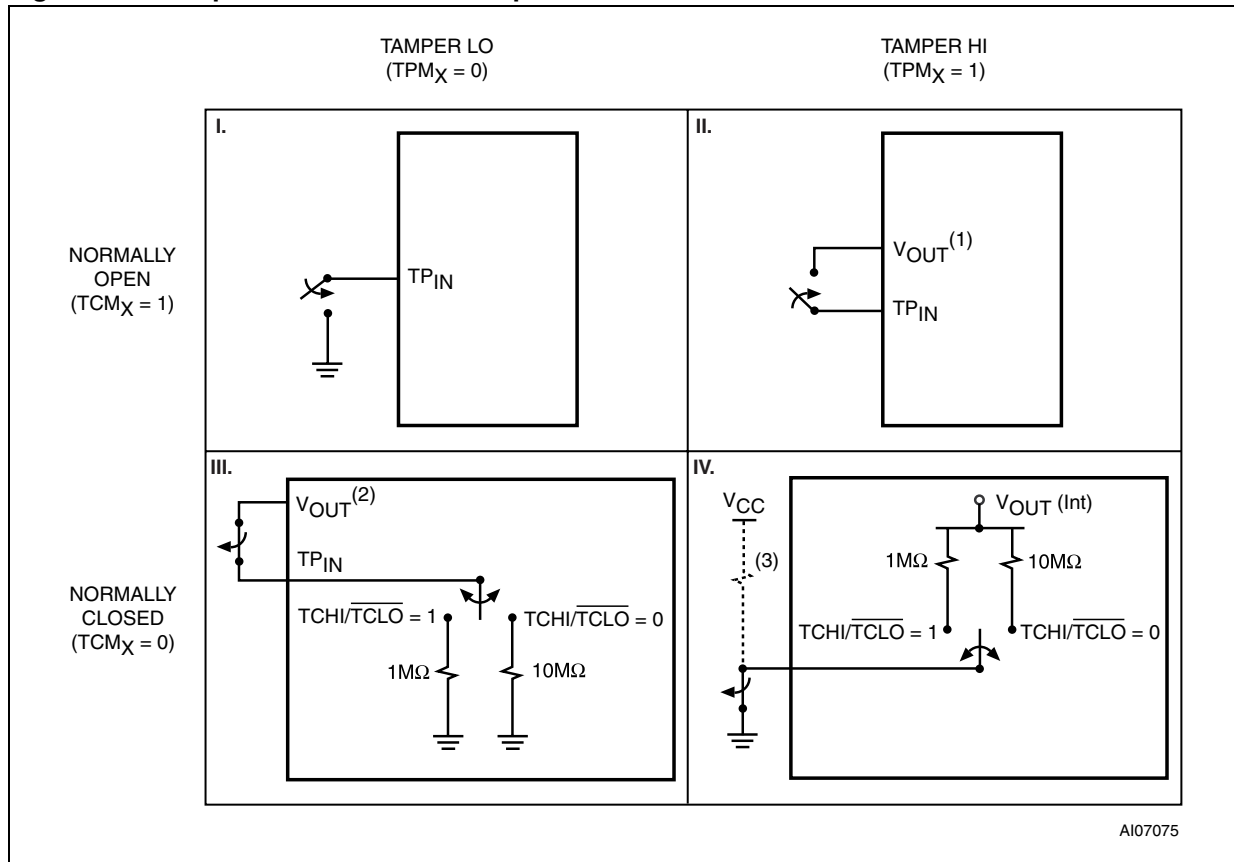 TAMPER LO
(TPMX = 0)
TAMPER HI
(TPMX = 1)
NORMALLY
OPEN
(TCMX = 1)
I.
TPIN
II.
VOUT(1)
TPIN
NORMALLY
CLOSED
(TCMX = 0)
III.
VOUT(2)
TPIN
TCHI/TCLO = 1
TCHI/TCLO = 0
1MΩ
10MΩ
IV.
VCC
(3)
VOUT (Int)
1MΩ
10MΩ
TCHI/TCLO = 1
TCHI/TCLO = 0
AI07075